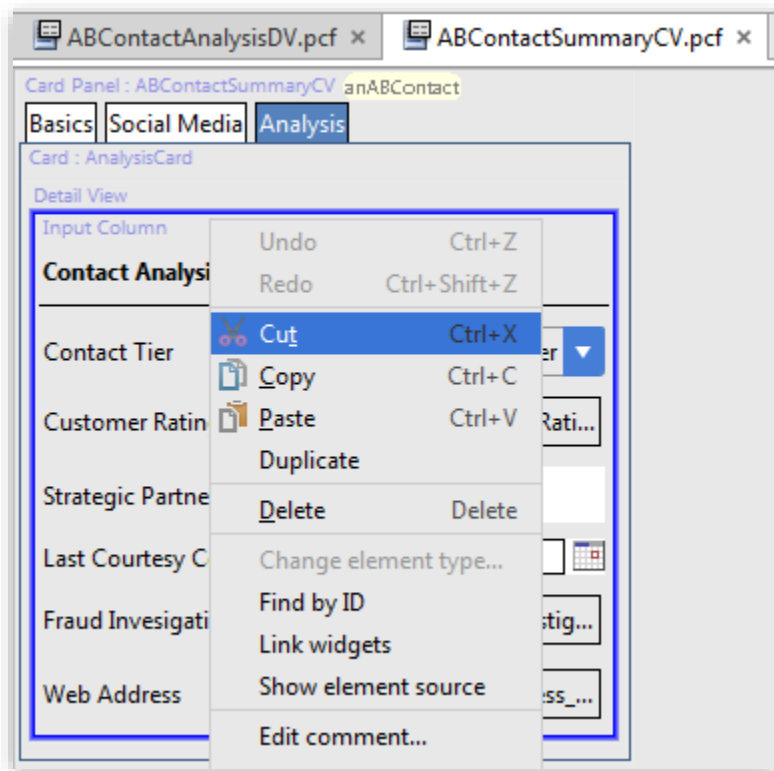 ABContactAnalysisDV.pcf × ABContactSummaryCV.pcf ×
Card Panel : ABContactSummaryCV anABContact
Basics Social Media Analysis
Card : AnalysisCard
Detail View
Input Column
Contact Analysi
Contact Tier er
Customer Ratin Rati...
Strategic Partne
Last Courtesy C
Fraud Invesigati stig...
Web Address ss_...
Undo Ctrl+Z
Redo Ctrl+Shift+Z
Cut Ctrl+X
Copy Ctrl+C
Paste Ctrl+V
Duplicate
Delete Delete
Change element type...
Find by ID
Link widgets
Show element source
Edit comment...